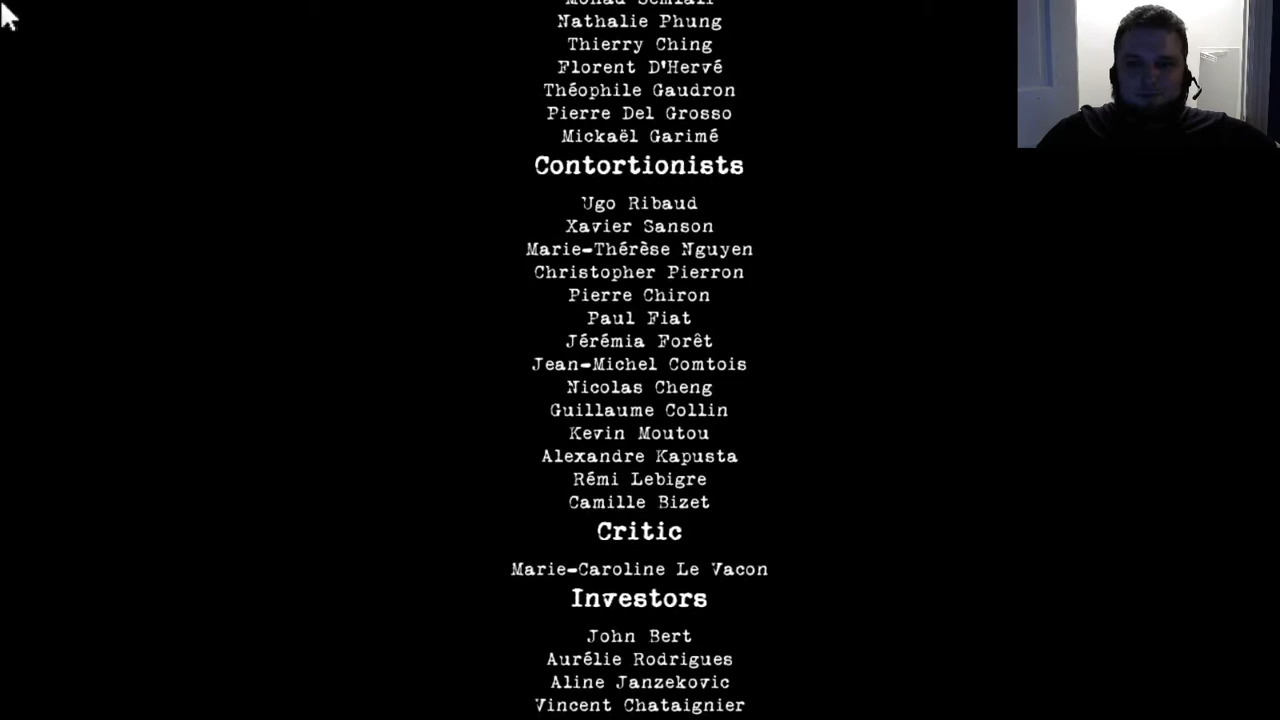 Nathalie Phung
Thierry Ching
Florent D'Hervé
Théophile Gaudron
Pierre Del Grosso
Mickaël Garimé
Contortionists
Ugo Ribaud
Xavier Sanson
Marie-Thérèse Nguyen
Christopher Pierron
Pierre Chiron
Paul Fiat
Jérémia Forêt
Jean-Michel Comtois
Nicolas Cheng
Guillaume Collin
Kevin Moutou
Alexandre Kapusta
Rémi Lebigre
Camille Bizet
Critic
Marie-Caroline Le Vacon
Investors
John Bert
Aurélie Rodrigues
Aline Janzekovic
Vincent Chataignier